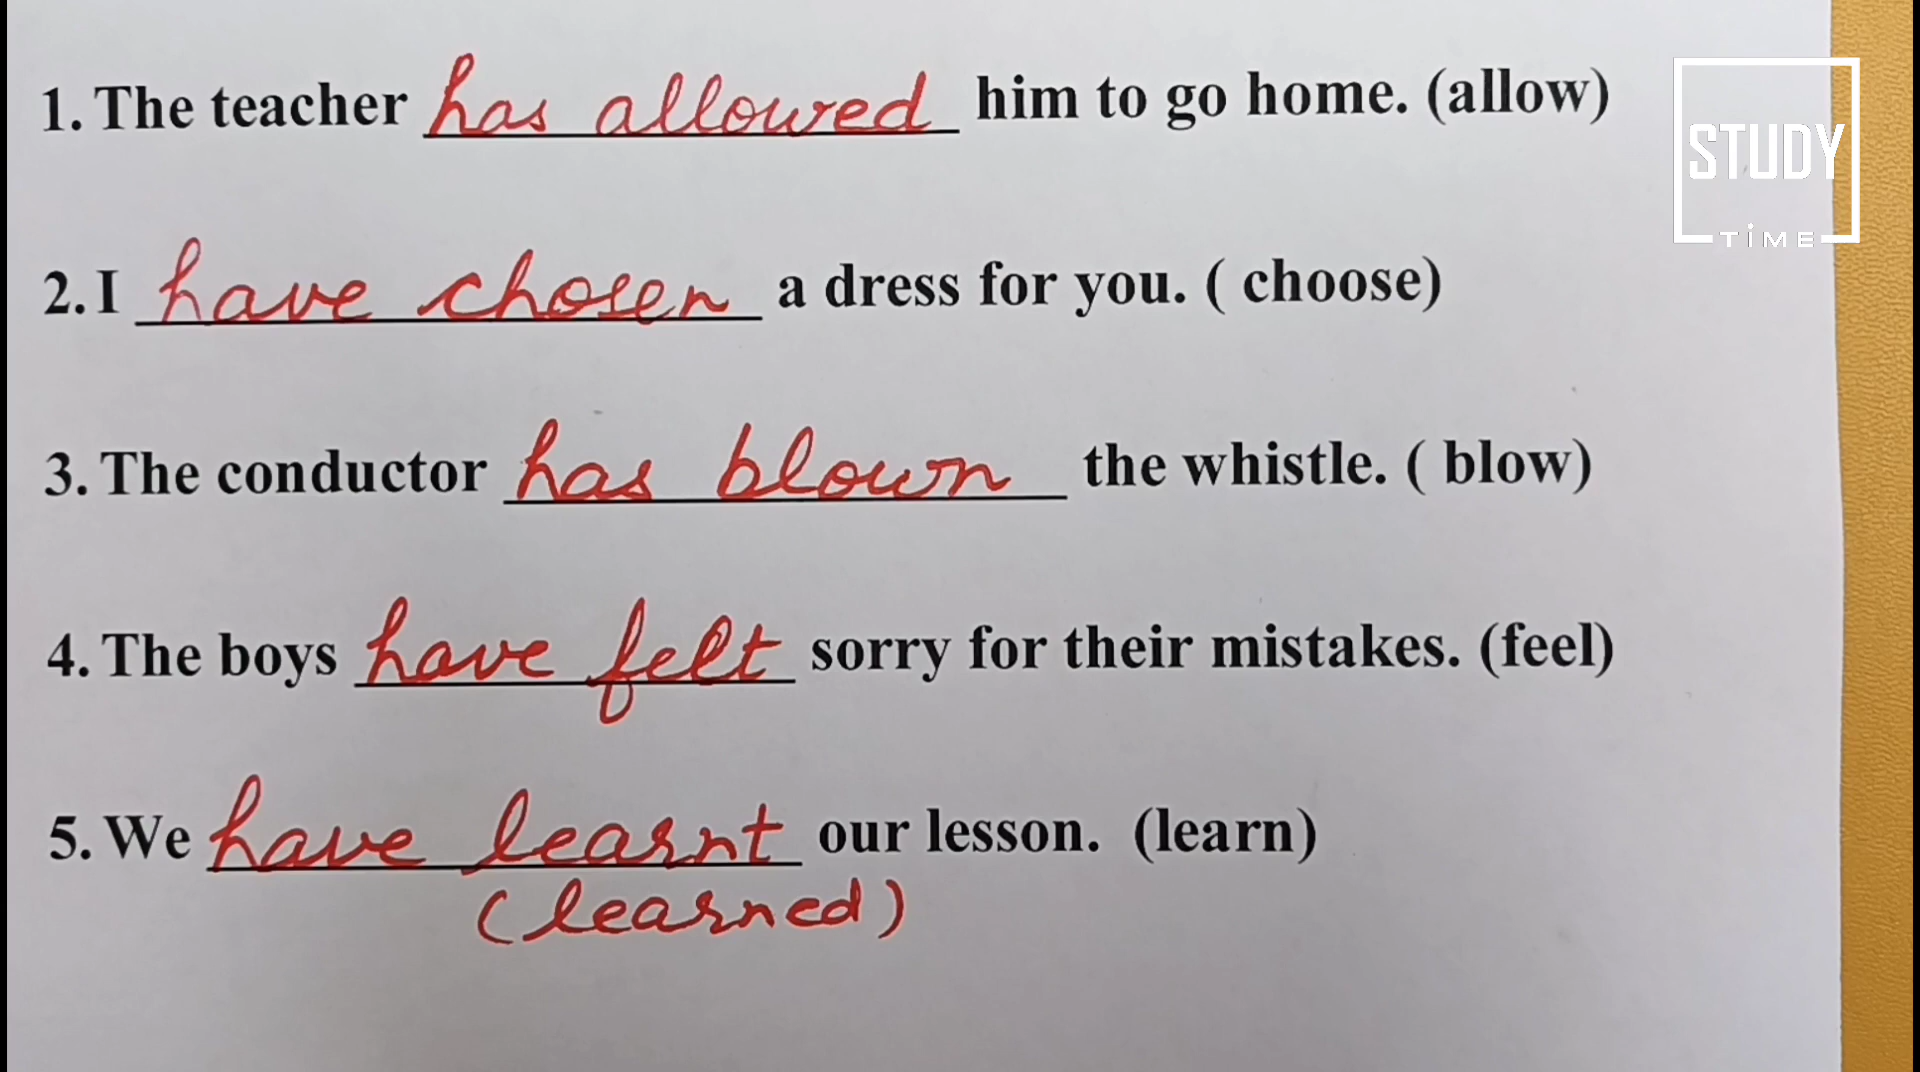 1. The teacher has allowed him to go home. (allow)
STUDY
TiME
2. I have chosen a dress for you. ( choose)
3. The conductor has blown the whistle. ( blow)
4. The boys have felt sorry for their mistakes. (feel)
5. We have learnt our lesson. (learn)
(learned)